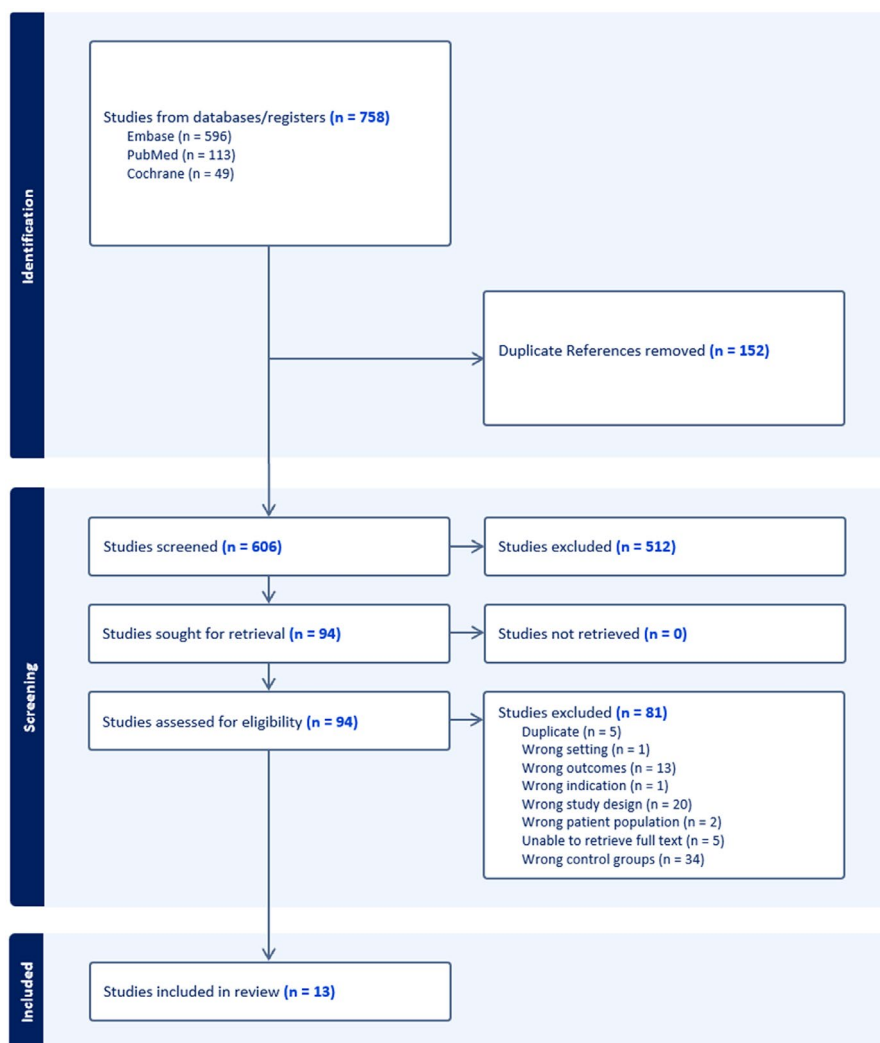 Identification
Studies from databases/registers (n = 758)
Embase (n = 596)
PubMed (n = 113)
Cochrane (n = 49)
Duplicate References removed (n = 152)
Screening
Studies screened (n = 606)
Studies excluded (n = 512)
Studies sought for retrieval (n = 94)
Studies not retrieved (n = 0)
Studies assessed for eligibility (n = 94)
Studies excluded (n = 81)
Duplicate (n = 5)
Wrong setting (n = 1)
Wrong outcomes (n = 13)
Wrong indication (n = 1)
Wrong study design (n = 20)
Wrong patient population (n = 2)
Unable to retrieve full text (n = 5)
Wrong control groups (n = 34)
Included
Studies included in review (n = 13)